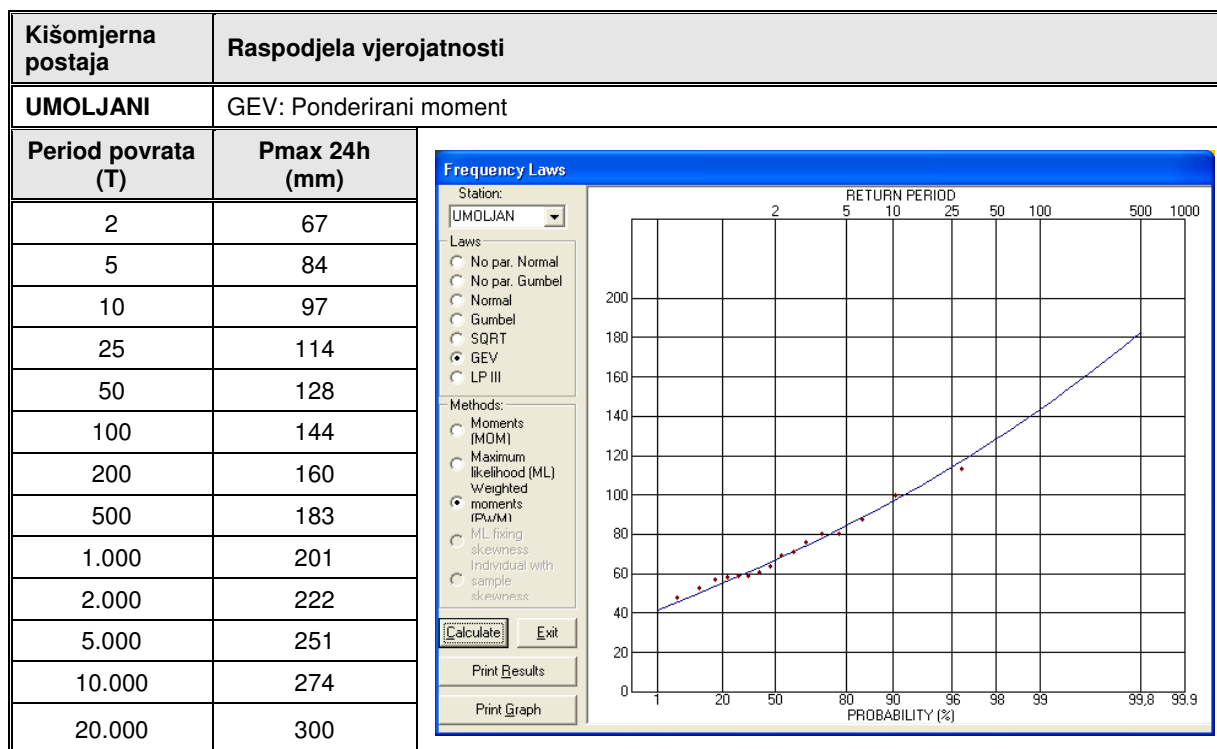 Kišomjerna
postaja
Raspodjela vjerojatnosti
UMOLJANI
GEV: Ponderirani moment
Period povrata
(T)
Pmax 24h
(mm)
2
67
5
84
10
97
25
114
50
128
100
144
200
160
500
183
1.000
201
2.000
222
5.000
251
10.000
274
20.000
300
Frequency Laws
Station:
UMOLJAN
Laws
No par. Normal
No par. Gumbel
Normal
Gumbel
SQRT
GEV
LP III
Methods:
Moments
(MOM)
Maximum
likelihood (ML)
Weighted
moments
(PWM)
ML fixing
skewness
Individual with
sample
skewness
Calculate
Exit
Print Results
Print Graph
RETURN PERIOD
2 5 10 25 50 100 500 1000
200
180
160
140
120
100
80
60
40
20
0
1 20 50 80 90 96 98 99 99,8 99.9
PROBABILITY (%)